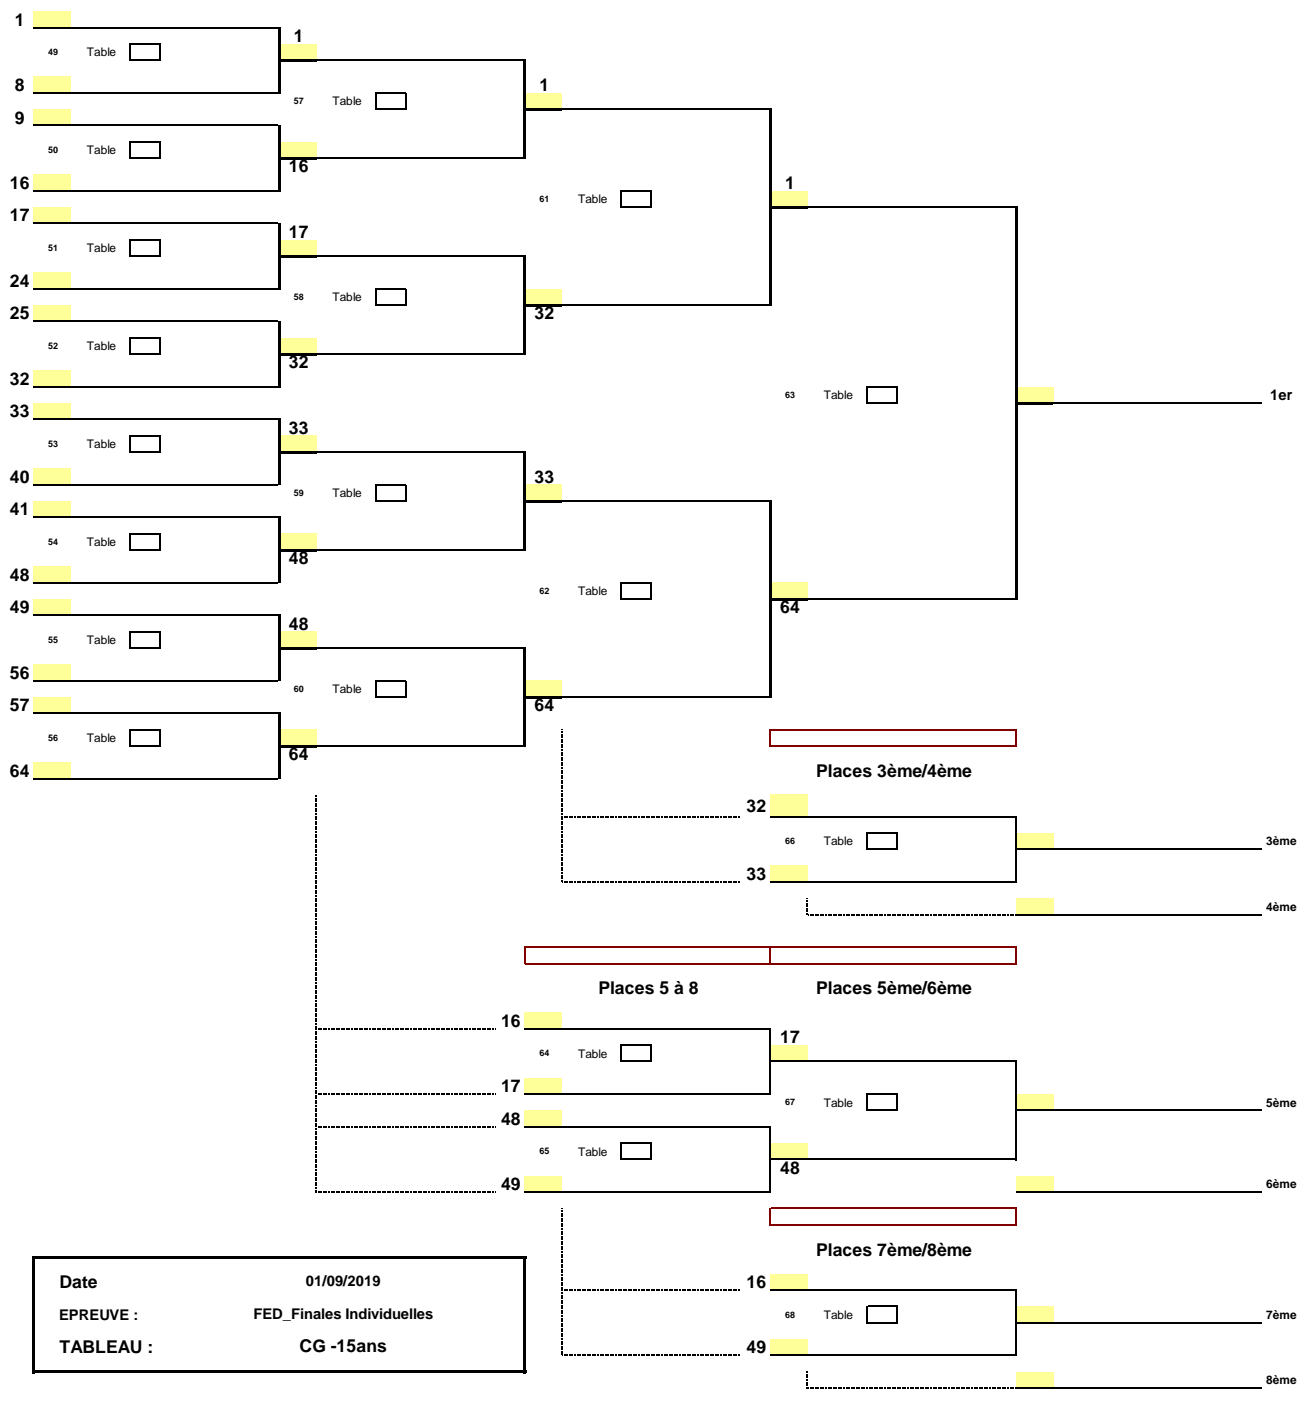 1
49 Table
1
8
57 Table
1
9
50 Table
16
16
61 Table
1
17
51 Table
17
24
58 Table
32
25
52 Table
32
32
63 Table
1er
33
53 Table
33
40
59 Table
33
41
54 Table
48
48
62 Table
64
49
55 Table
48
56
60 Table
64
57
56 Table
64
64
Places 3ème/4ème
32
66 Table
3ème
33
4ème
Places 5 à 8
Places 5ème/6ème
16
17
64 Table
17
67 Table
5ème
48
65 Table
48
49
6ème
Places 7ème/8ème
16
68 Table
7ème
49
8ème
Date 01/09/2019
EPREUVE : FED_Finales Individuelles
TABLEAU : CG -15ans